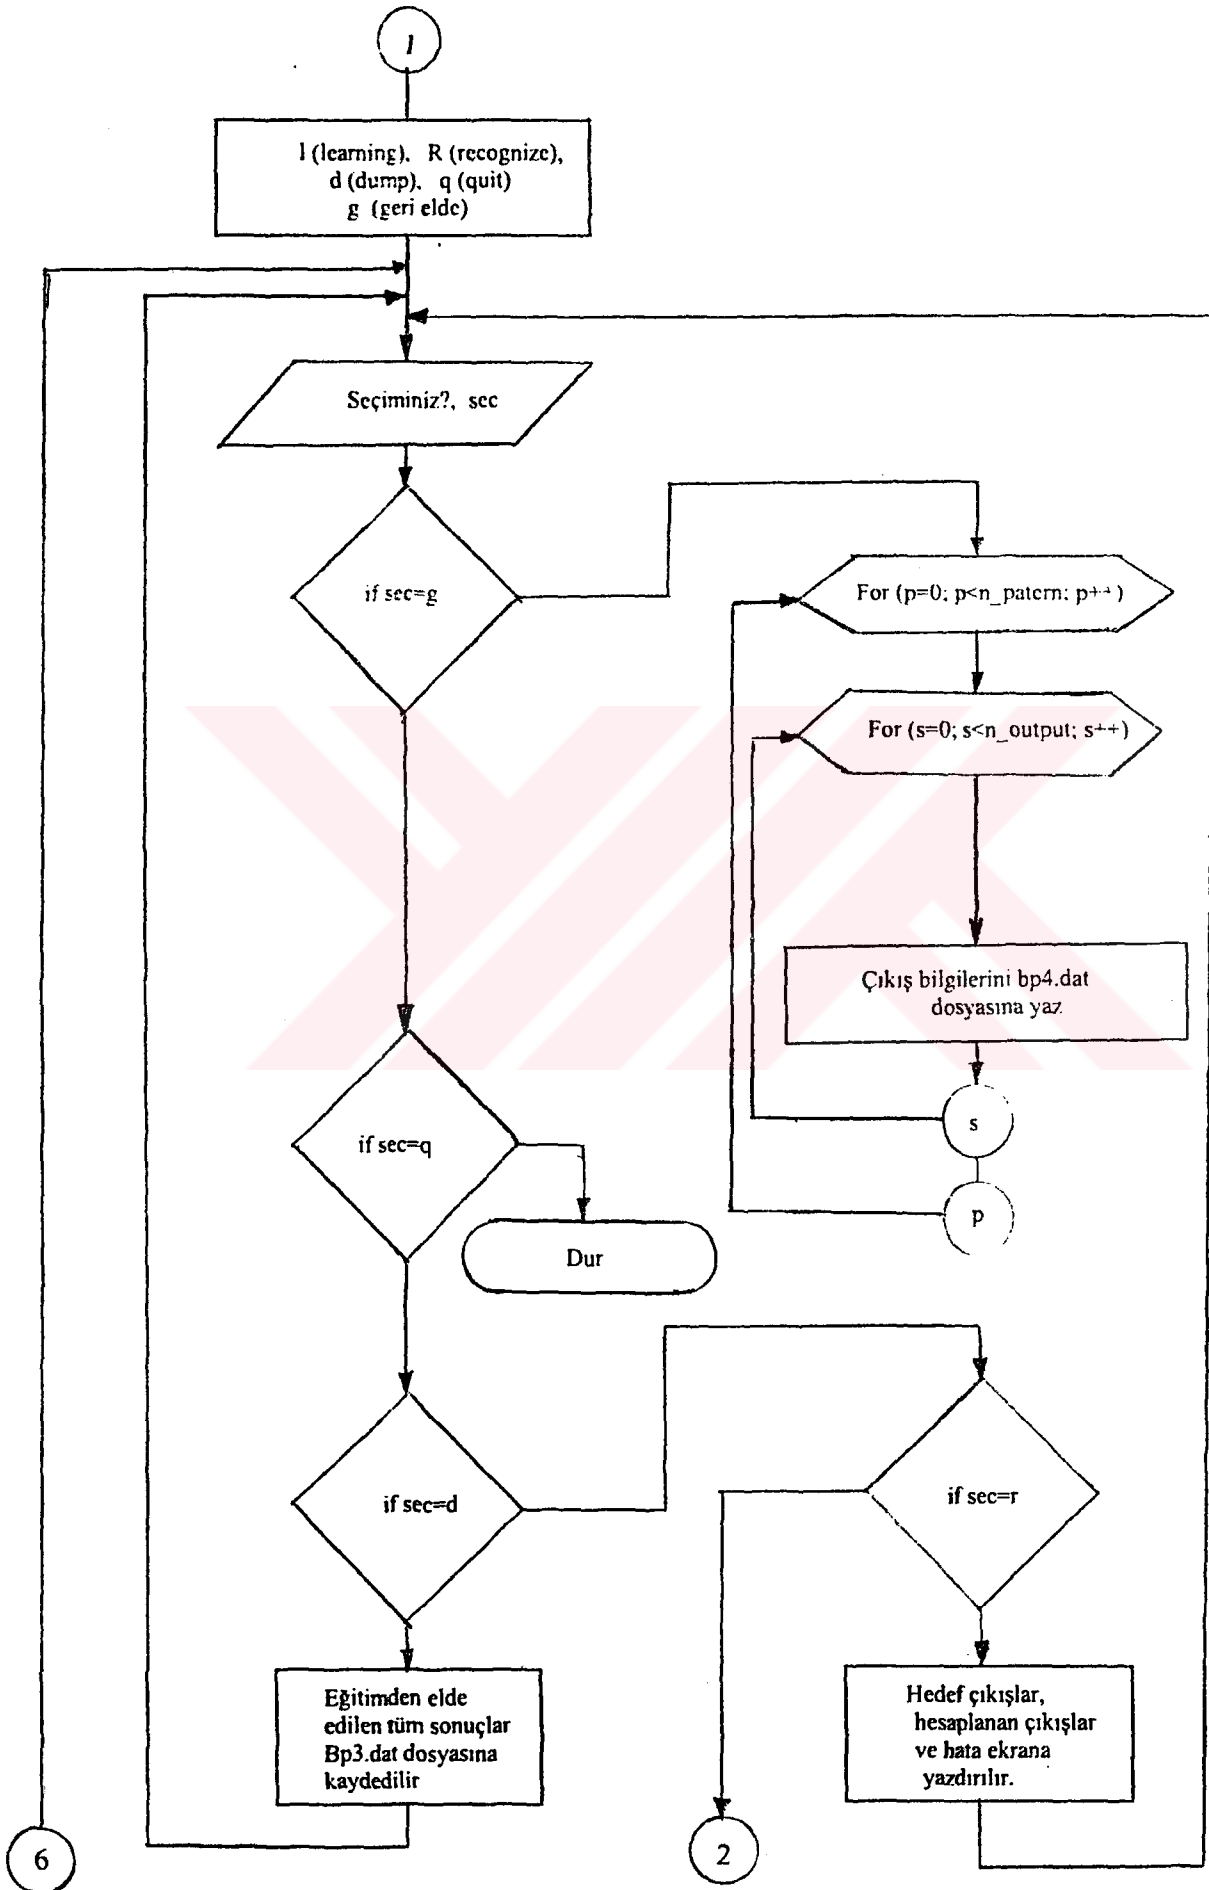 1
l (learning), R (recognize),
d (dump), q (quit)
g (geri elde)
Seçiminiz?, sec
if sec=g
For (p=0; p<n_patern; p++)
For (s=0; s<n_output; s++)
Çıkış bilgilerini bp4.dat
dosyasına yaz
s
if sec=q
p
Dur
if sec=d
if sec=r
Eğitimden elde
edilen tüm sonuçlar
Bp3.dat dosyasına
kaydedilir
Hedef çıkışlar,
hesaplanan çıkışlar
ve hata ekrana
yazdırılır.
6
2